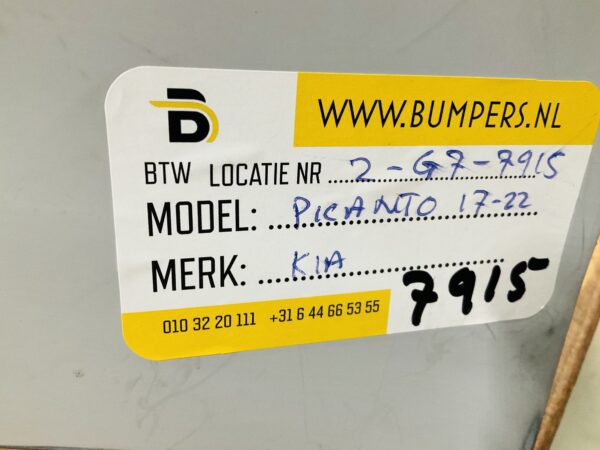 B
WWW.BUMPERS.NL
BTW LOCATIE NR 2-G7-7915
MODEL: PICANTO 17-22
MERK: KIA
7915
010 32 20 111 +31 6 44 66 53 55